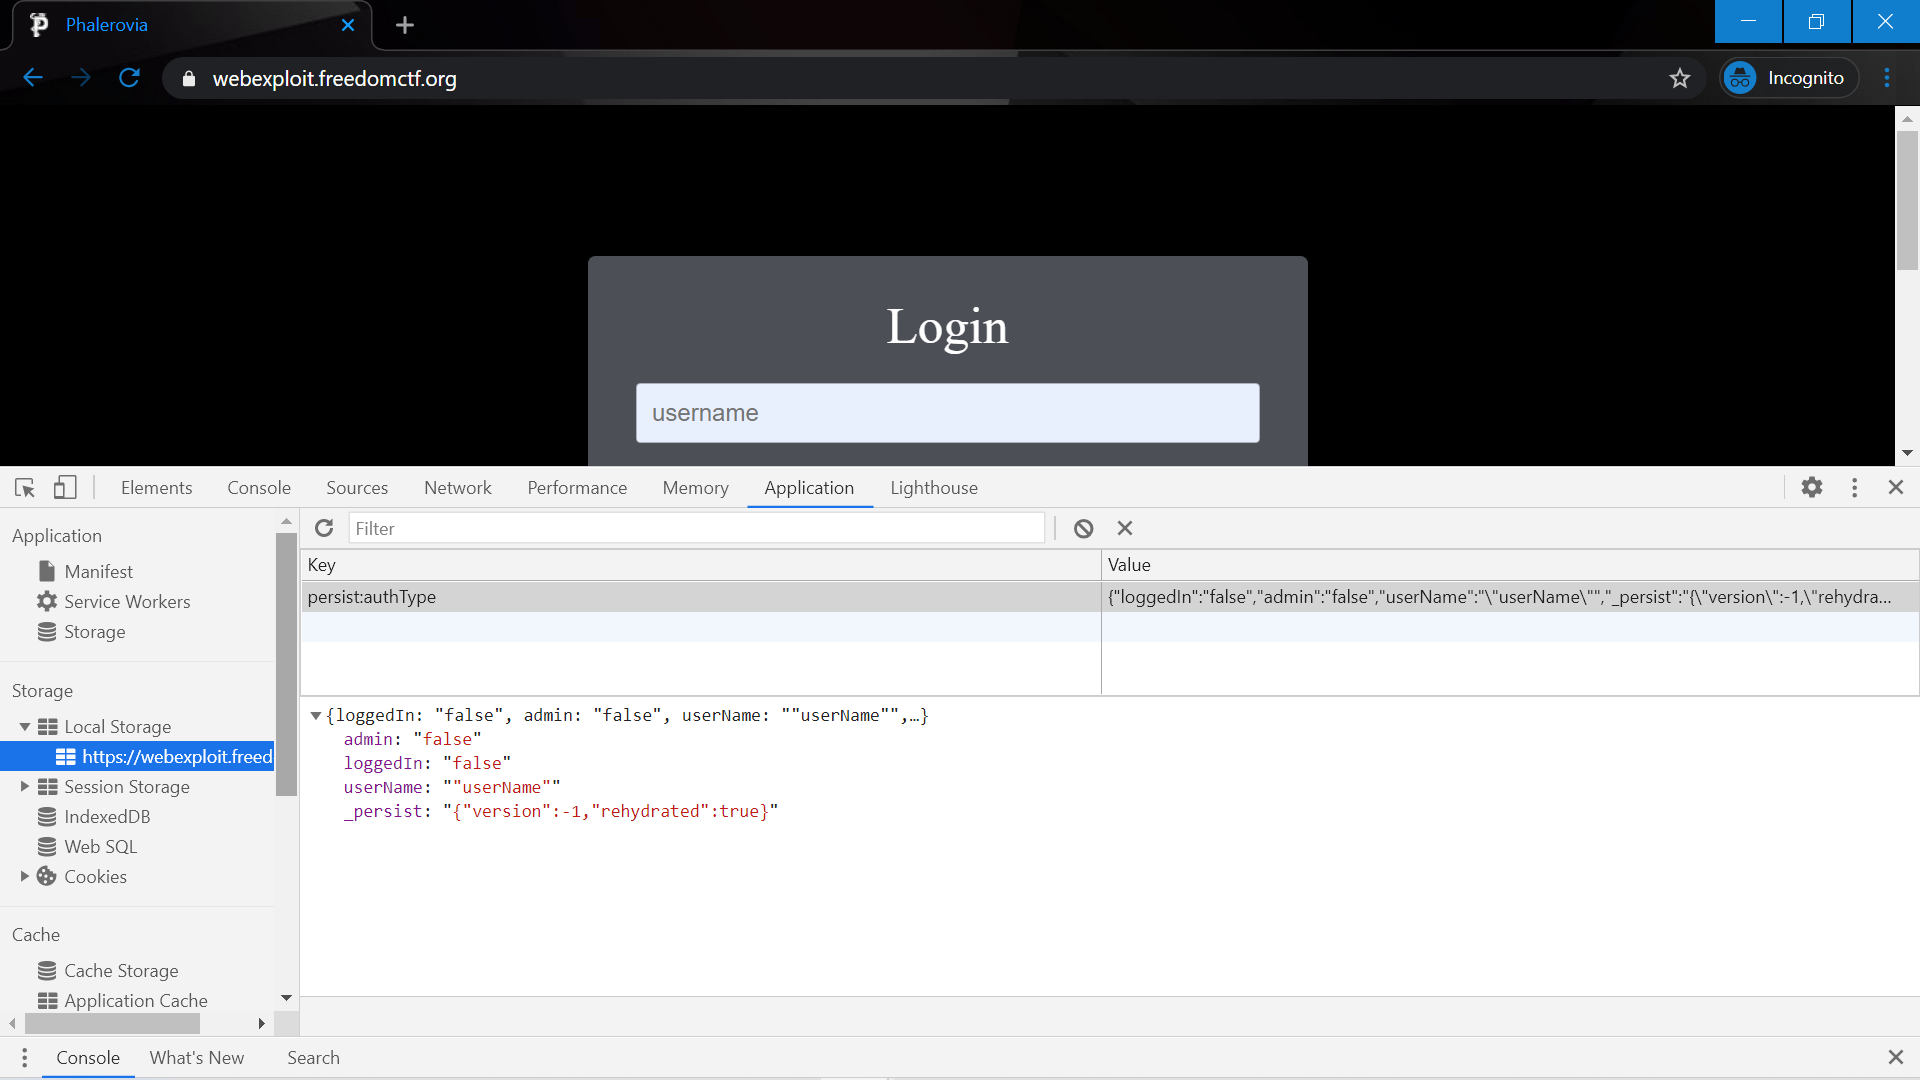 Phalerovia
webexploit.freedomctf.org
Incognito
Login
username
Elements Console Sources Network Performance Memory Application Lighthouse
Application
Manifest
Service Workers
Storage
Storage
Local Storage
https://webexploit.freed
Session Storage
IndexedDB
Web SQL
Cookies
Cache
Cache Storage
Application Cache
Filter
Key Value
persist:authType {"loggedIn":"false","admin":"false","userName":"\"userName\"","_persist":"{\"version\":-1,\"rehydra...
{loggedIn: "false", admin: "false", userName: ""userName"",…}
admin: "false"
loggedIn: "false"
userName: ""userName""
_persist: "{"version":-1,"rehydrated":true}"
Console What's New Search